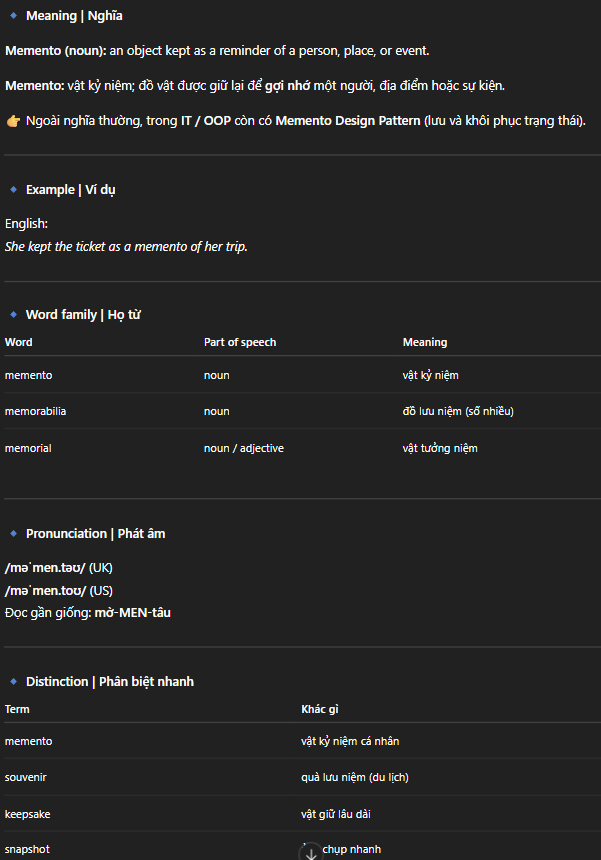 Meaning | Nghĩa
Memento (noun): an object kept as a reminder of a person, place, or event.
Memento: vật kỷ niệm; đồ vật được giữ lại để gợi nhớ một người, địa điểm hoặc sự kiện.
👉 Ngoài nghĩa thường, trong IT / OOP còn có Memento Design Pattern (lưu và khôi phục trạng thái).
Example | Ví dụ
English:
She kept the ticket as a memento of her trip.
Word family | Họ từ
Word Part of speech Meaning
memento noun vật kỷ niệm
memorabilia noun đồ lưu niệm (số nhiều)
memorial noun / adjective vật tưởng niệm
Pronunciation | Phát âm
/məˈmen.təʊ/ (UK)
/məˈmen.toʊ/ (US)
Đọc gần giống: mờ-MEN-tâu
Distinction | Phân biệt nhanh
Term Khác gì
memento vật kỷ niệm cá nhân
souvenir quà lưu niệm (du lịch)
keepsake vật giữ lâu dài
snapshot chụp nhanh